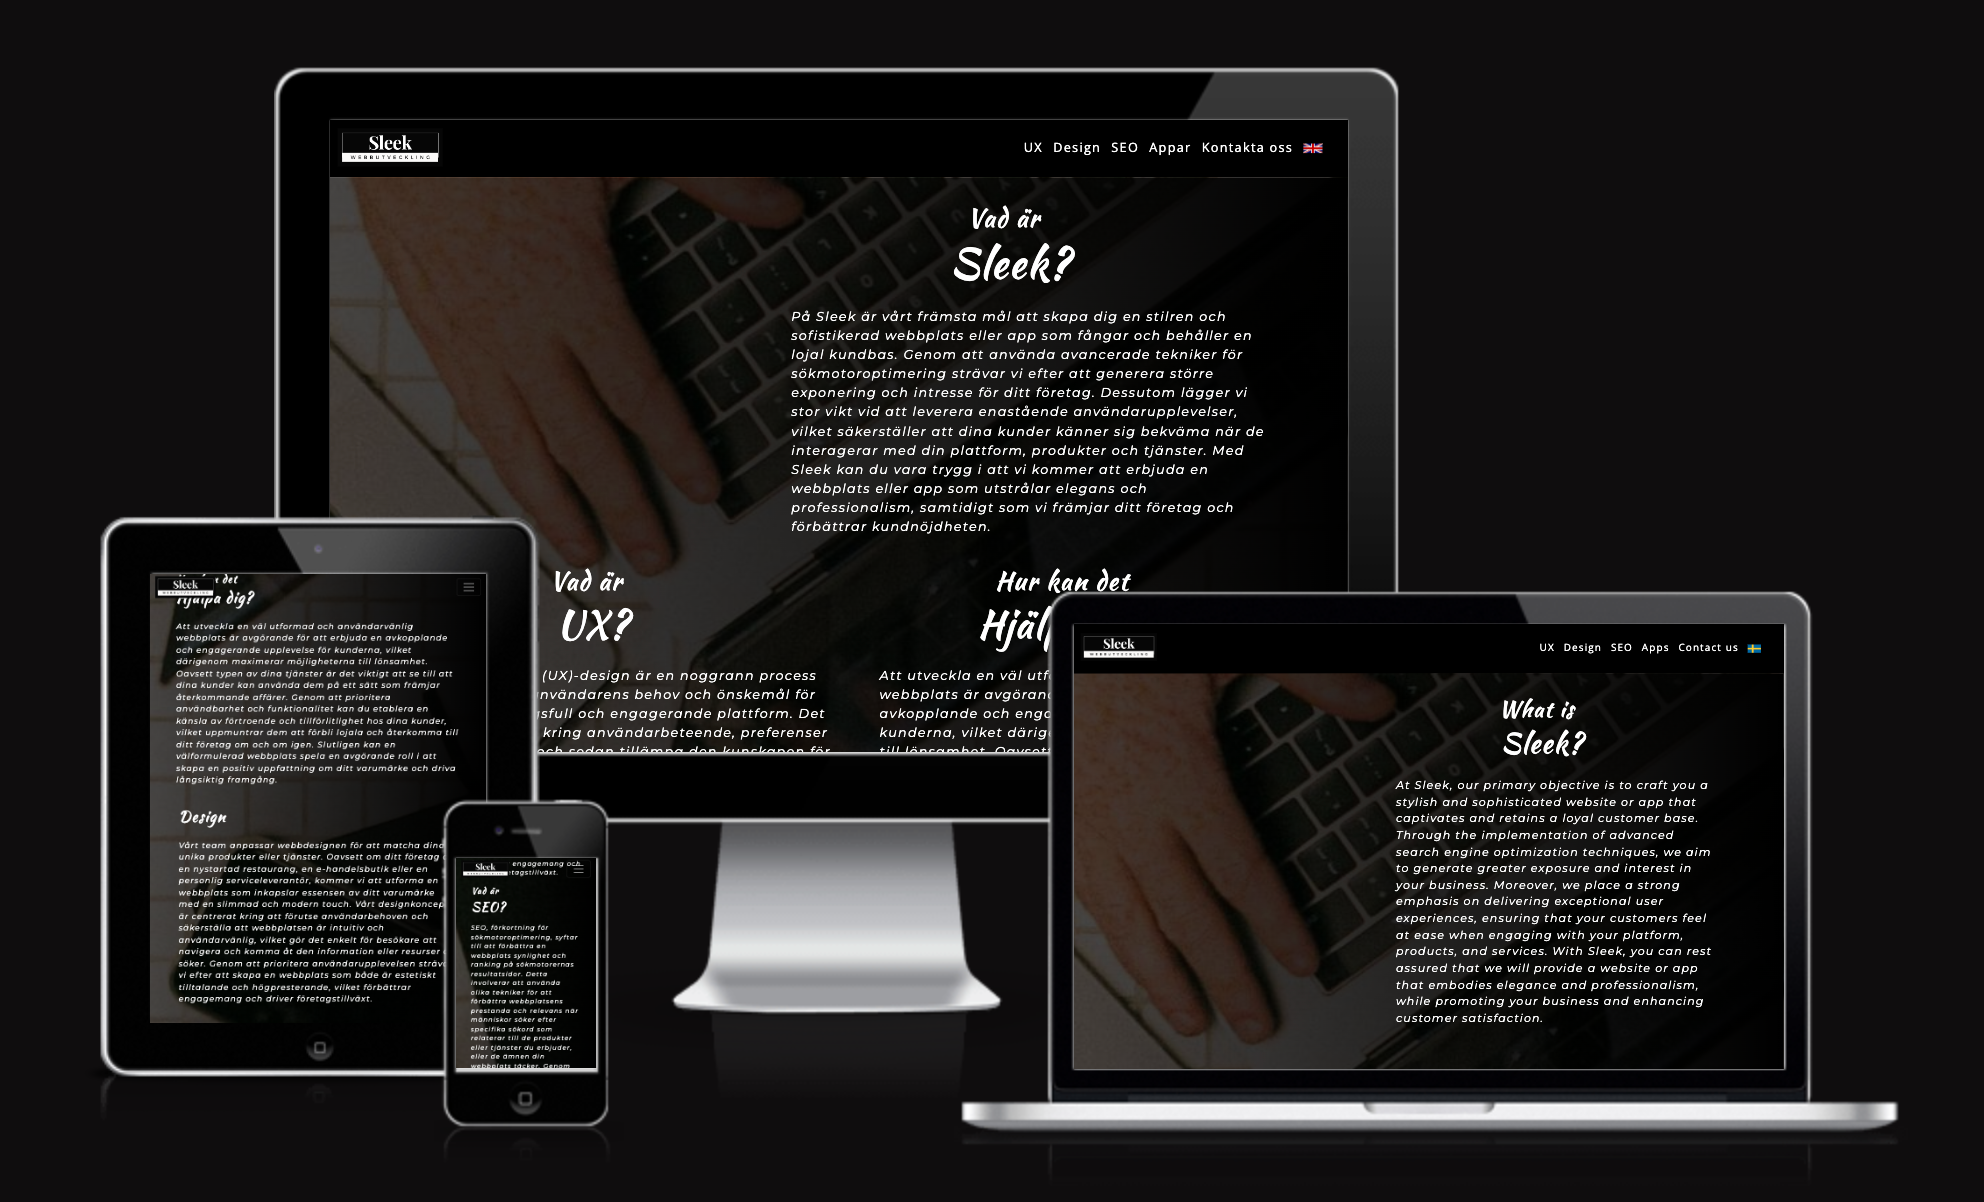 Sleek
WEBBUTVECKLING
UX Design SEO Appar Kontakta oss
Vad är
Sleek?
På Sleek är vårt främsta mål att skapa dig en stilren och
sofistikerad webbplats eller app som fångar och behåller en
lojal kundbas. Genom att använda avancerade tekniker för
sökmotoroptimering strävar vi efter att generera större
exponering och intresse för ditt företag. Dessutom lägger vi
stor vikt vid att leverera enastående användarupplevelser,
vilket säkerställer att dina kunder känner sig bekväma när de
interagerar med din plattform, produkter och tjänster. Med
Sleek kan du vara trygg i att vi kommer att erbjuda en
webbplats eller app som utstrålar elegans och
professionalism, samtidigt som vi främjar ditt företag och
förbättrar kundnöjdheten.
Vad är
UX?
(UX)-design är en noggrann process
nvändarens behov och önskemål för
sfull och engagerande plattform. Det
kring användarbeteende, preferenser
och sedan tillämpa den kunskapen för
Hur kan det
Hjäl
Att utveckla en väl utf
webbplats är avgöran
avkopplande och eng
kunderna, vilket därig
till lönsamhet. Oavsett
Sleek
WEBBUTVECKLING
det
Hjälpa dig?
Att utveckla en väl utformad och användarvänlig
webbplats är avgörande för att erbjuda en avkopplande
och engagerande upplevelse för kunderna, vilket
därigenom maximerar möjligheterna till lönsamhet.
Oavsett typen av dina tjänster är det viktigt att se till att
dina kunder kan använda dem på ett sätt som främjar
återkommande affärer. Genom att prioritera
användbarhet och funktionalitet kan du etablera en
känsla av förtroende och tillförlitlighet hos dina kunder,
vilket uppmuntrar dem att förbli lojala och återkomma till
ditt företag om och om igen. Slutligen kan en
välformulerad webbplats spela en avgörande roll i att
skapa en positiv uppfattning om ditt varumärke och driva
långsiktig framgång.
Design
Vårt team anpassar webbdesignen för att matcha dina
unika produkter eller tjänster. Oavsett om ditt företag
en nystartad restaurang, en e-handelsbutik eller en
personlig serviceleverantör, kommer vi att utforma en
webbplats som inkapslar essensen av ditt varumärke
med en slimmad och modern touch. Vårt designkoncep
är centrerat kring att förutse användarbehoven och
säkerställa att webbplatsen är intuitiv och
användarvänlig, vilket gör det enkelt för besökare att
navigera och komma åt den information eller resurser
söker. Genom att prioritera användarupplevelsen sträv
vi efter att skapa en webbplats som både är estetiskt
tilltalande och högpresterande, vilket förbättrar
engagemang och driver företagstillväxt.
Sleek
engagemang och
tagstillväxt.
Vad är
SEO?
SEO, förkortning för
sökmotoroptimering, syftar
till att förbättra en
webbplats synlighet och
ranking på sökmotorernas
resultatsidor. Detta
involverar att använda
olika tekniker för att
förbättra webbplatsens
prestanda och relevans när
människor söker efter
specifika sökord som
relaterar till de produkter
eller tjänster du erbjuder,
eller de ämnen din
webbplats täcker. Genom
Sleek
WEBBUTVECKLING
UX Design SEO Apps Contact us
What is
Sleek?
At Sleek, our primary objective is to craft you a
stylish and sophisticated website or app that
captivates and retains a loyal customer base.
Through the implementation of advanced
search engine optimization techniques, we aim
to generate greater exposure and interest in
your business. Moreover, we place a strong
emphasis on delivering exceptional user
experiences, ensuring that your customers feel
at ease when engaging with your platform,
products, and services. With Sleek, you can rest
assured that we will provide a website or app
that embodies elegance and professionalism,
while promoting your business and enhancing
customer satisfaction.